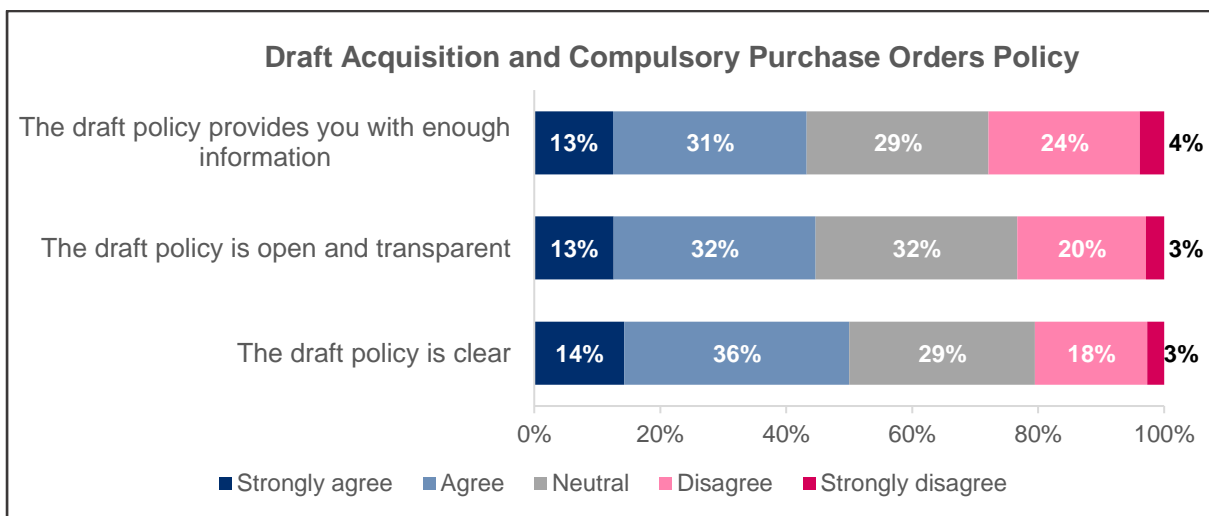 Draft Acquisition and Compulsory Purchase Orders Policy
The draft policy provides you with enough
information
13% 31% 29% 24% 4%
The draft policy is open and transparent
13% 32% 32% 20% 3%
The draft policy is clear
14% 36% 29% 18% 3%
0% 20% 40% 60% 80% 100%
Strongly agree Agree Neutral Disagree Strongly disagree